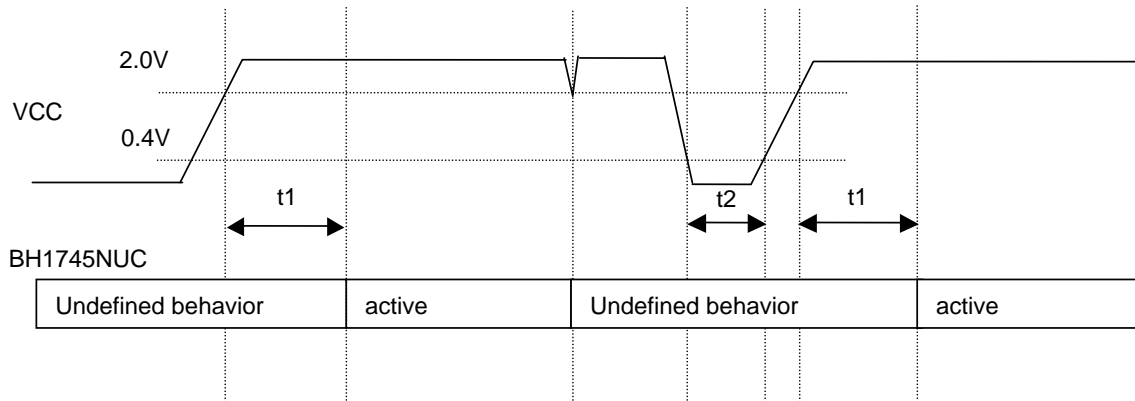 2.0V
VCC
0.4V
t1
t2
t1
BH1745NUC
Undefined behavior
active
Undefined behavior
active